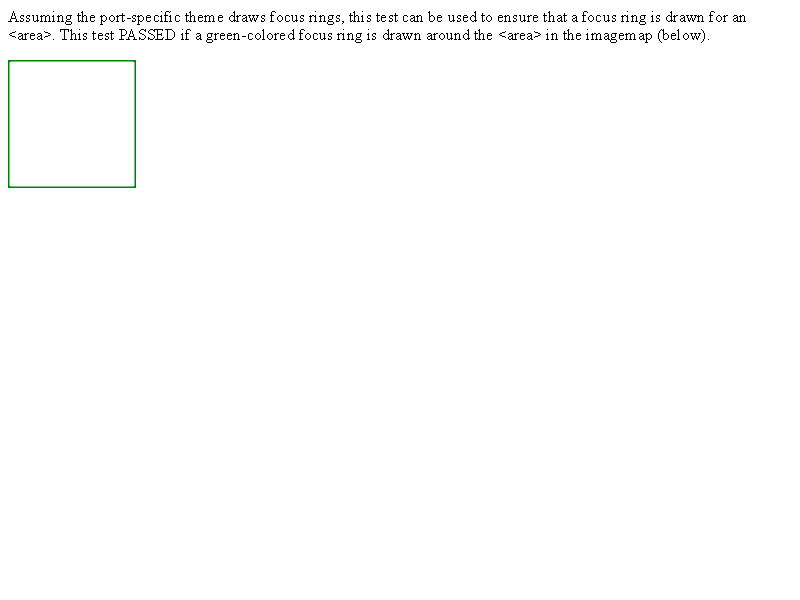 Assuming the port-specific theme draws focus rings, this test can be used to ensure that a focus ring is drawn for an
<area>. This test PASSED if a green-colored focus ring is drawn around the <area> in the imagemap (below).